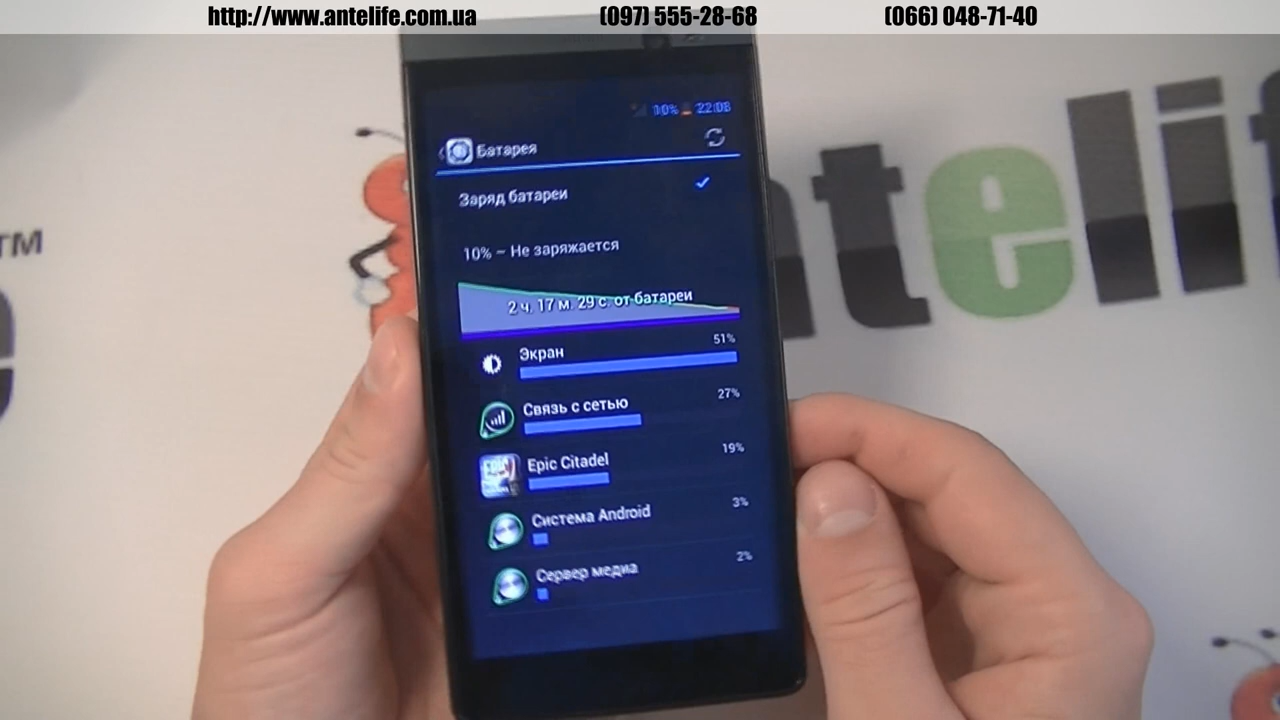 http://www.antelife.com.ua (097) 555-28-68 (066) 048-71-40
10% 22:08
Батарея
Заряд батареи
10% – Не заряжается
2 ч. 17 м. 29 с. от батареи
Экран 51%
Связь с сетью 27%
Epic Citadel 19%
Система Android 3%
Сервер медиа 2%
TM
nteli
e